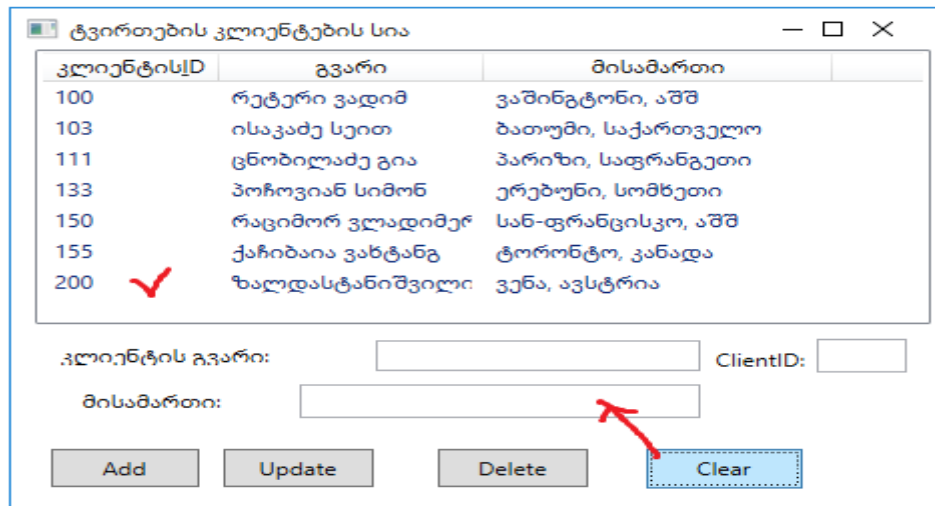 ტვირთების კლიენტების სია
კლიენტისID გვარი მისამართი
100 რეტერი ვადიმ ვაშინგტონი, აშშ
103 ისაკაძე სეით ბათუმი, საქართველო
111 ცნობილაძე გია პარიზი, საფრანგეთი
133 პოჩოვიან სიმონ ერებუნი, სომხეთი
150 რაციმორ ვლადიმერ სან-ფრანცისკო, აშშ
155 ქაჩიბაია ვახტანგ ტორონტო, კანადა
200 ზალდასტანიშვილი ვენა, ავსტრია
კლიენტის გვარი: ClientID:
მისამართი:
Add Update Delete Clear